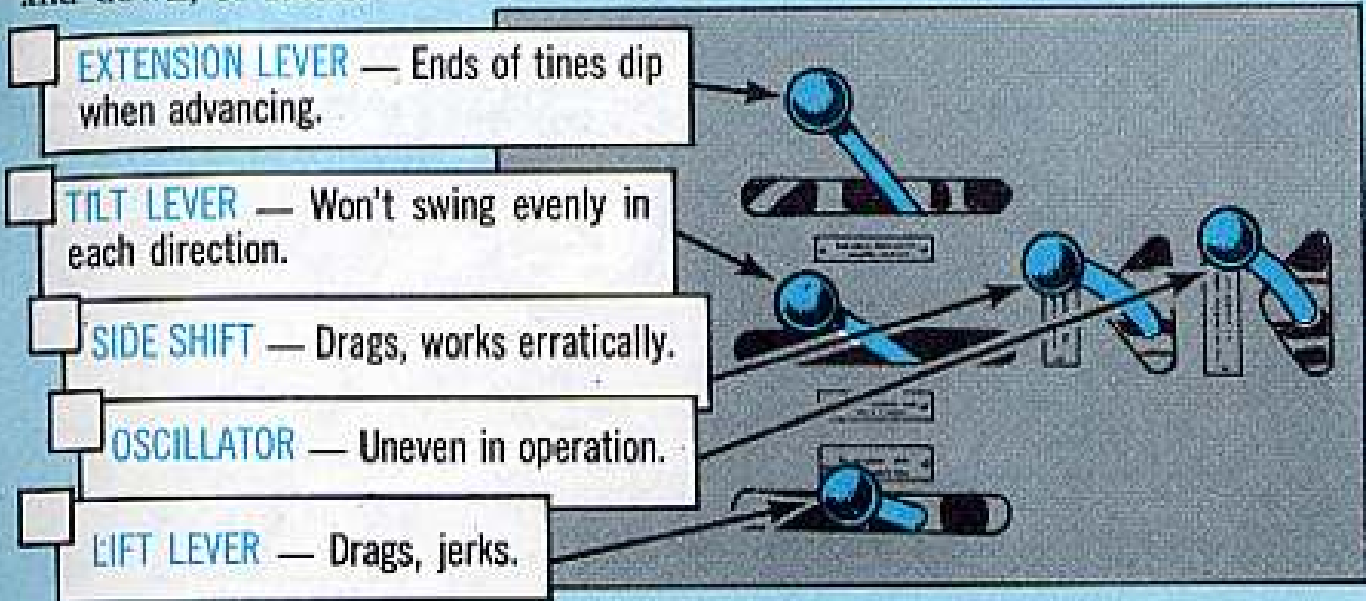 EXTENSION LEVER — Ends of tines dip
when advancing.
TILT LEVER — Won't swing evenly in
each direction.
SIDE SHIFT — Drags, works erratically.
OSCILLATOR — Uneven in operation.
LIFT LEVER — Drags, jerks.